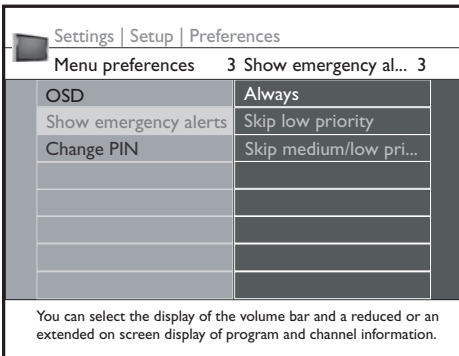 Settings | Setup | Preferences
Menu preferences 3 Show emergency al... 3
OSD Always
Show emergency alerts Skip low priority
Change PIN Skip medium/low pri...
You can select the display of the volume bar and a reduced or an
extended on screen display of program and channel information.